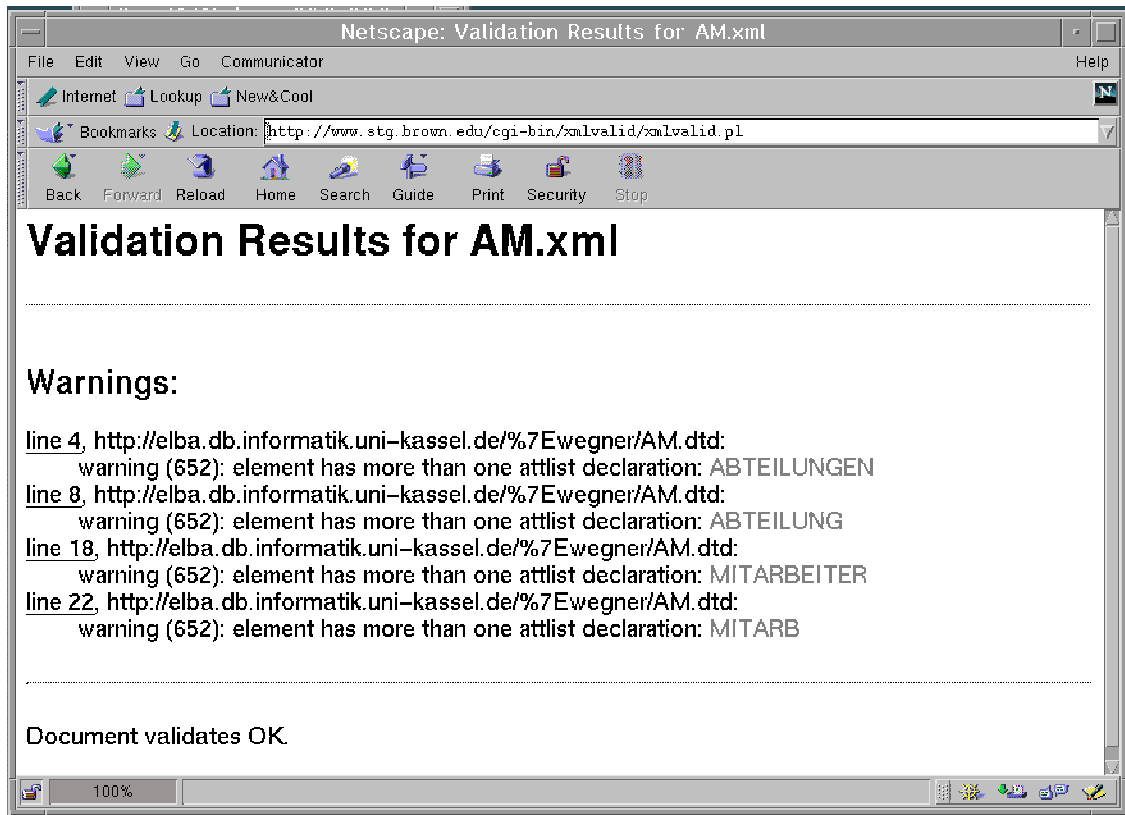 Netscape: Validation Results for AM.xml
File Edit View Go Communicator Help
Internet Lookup New&Cool
N
Bookmarks Location: http://www.stg.brown.edu/cgi-bin/xmlvalid/xmlvalid.pl
Back Forward Reload Home Search Guide Print Security Stop
Validation Results for AM.xml
Warnings:
line 4, http://elba.db.informatik.uni-kassel.de/%7Ewegner/AM.dtd:
warning (652): element has more than one attlist declaration: ABTEILUNGEN
line 8, http://elba.db.informatik.uni-kassel.de/%7Ewegner/AM.dtd:
warning (652): element has more than one attlist declaration: ABTEILUNG
line 18, http://elba.db.informatik.uni-kassel.de/%7Ewegner/AM.dtd:
warning (652): element has more than one attlist declaration: MITARBEITER
line 22, http://elba.db.informatik.uni-kassel.de/%7Ewegner/AM.dtd:
warning (652): element has more than one attlist declaration: MITARB
Document validates OK.
100%